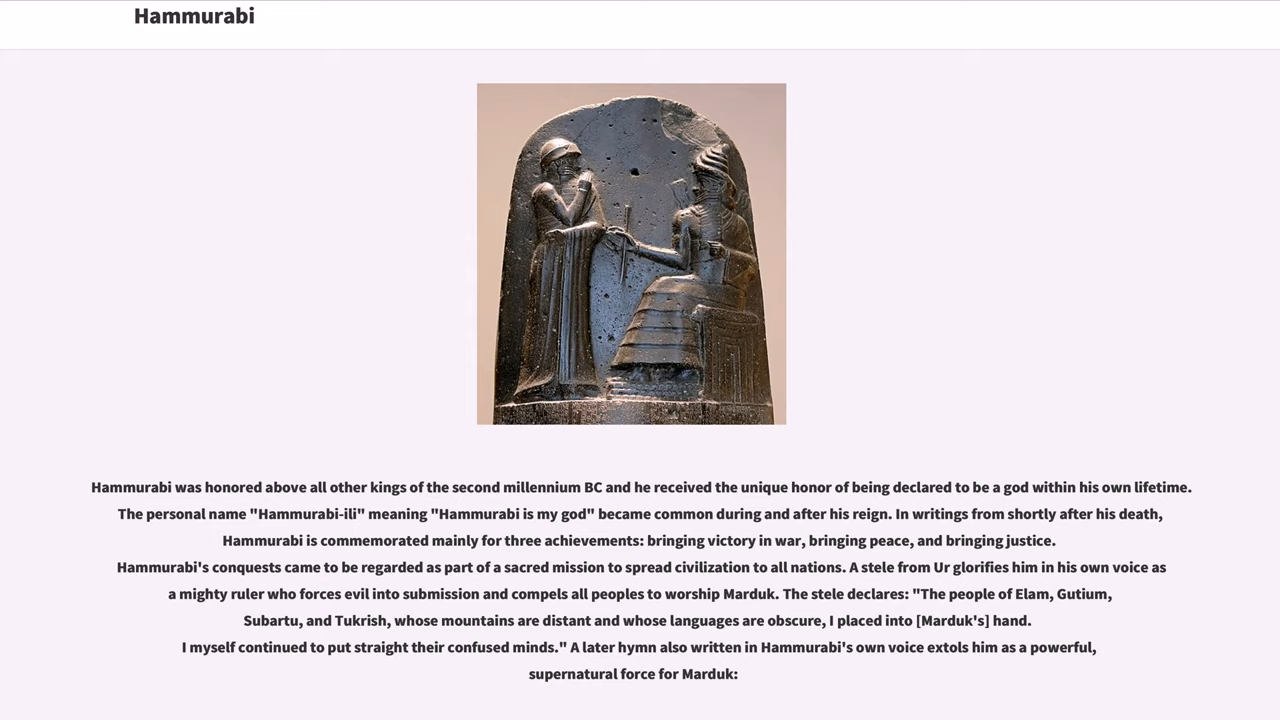 Hammurabi
Hammurabi was honored above all other kings of the second millennium BC and he received the unique honor of being declared to be a god within his own lifetime.
The personal name "Hammurabi-ili" meaning "Hammurabi is my god" became common during and after his reign. In writings from shortly after his death,
Hammurabi is commemorated mainly for three achievements: bringing victory in war, bringing peace, and bringing justice.
Hammurabi's conquests came to be regarded as part of a sacred mission to spread civilization to all nations. A stele from Ur glorifies him in his own voice as
a mighty ruler who forces evil into submission and compels all peoples to worship Marduk. The stele declares: "The people of Elam, Gutium,
Subartu, and Tukrish, whose mountains are distant and whose languages are obscure, I placed into [Marduk's] hand.
I myself continued to put straight their confused minds." A later hymn also written in Hammurabi's own voice extols him as a powerful,
supernatural force for Marduk: